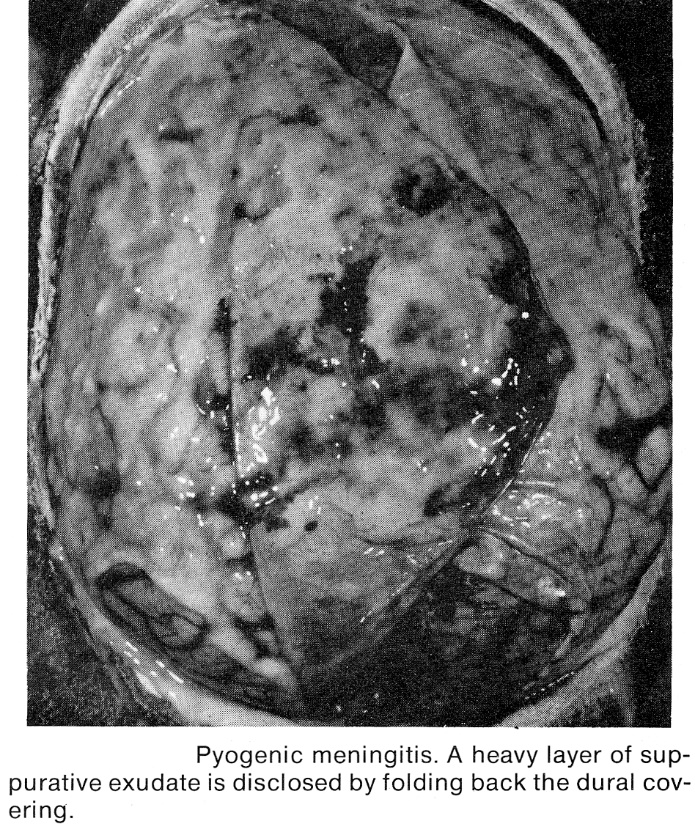 Pyogenic meningitis. A heavy layer of sup-
purative exudate is disclosed by folding back the dural cov-
ering.